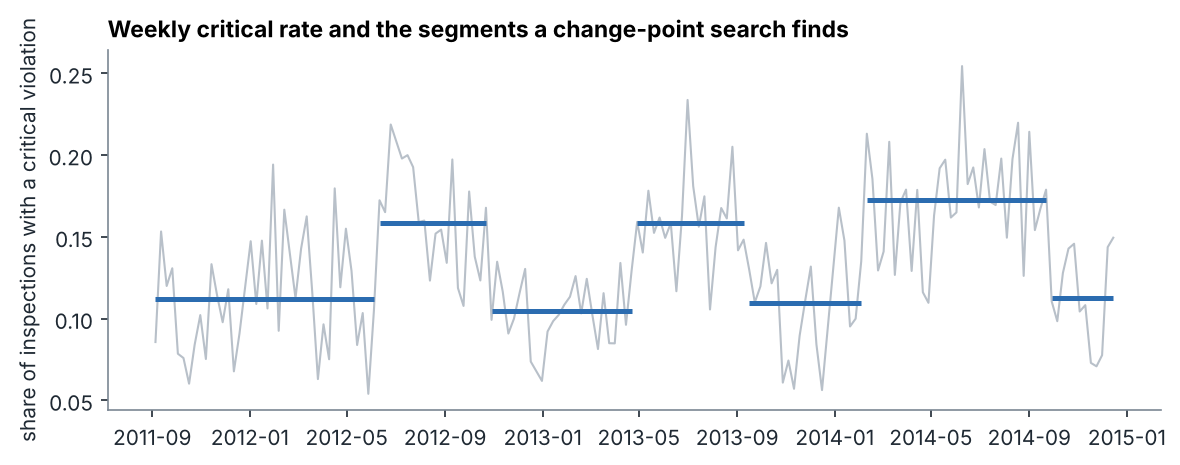 Weekly critical rate and the segments a change-point search finds
share of inspections with a critical violation
0.25
0.20
0.15
0.10
0.05
2011-09 2012-01 2012-05 2012-09 2013-01 2013-05 2013-09 2014-01 2014-05 2014-09 2015-01